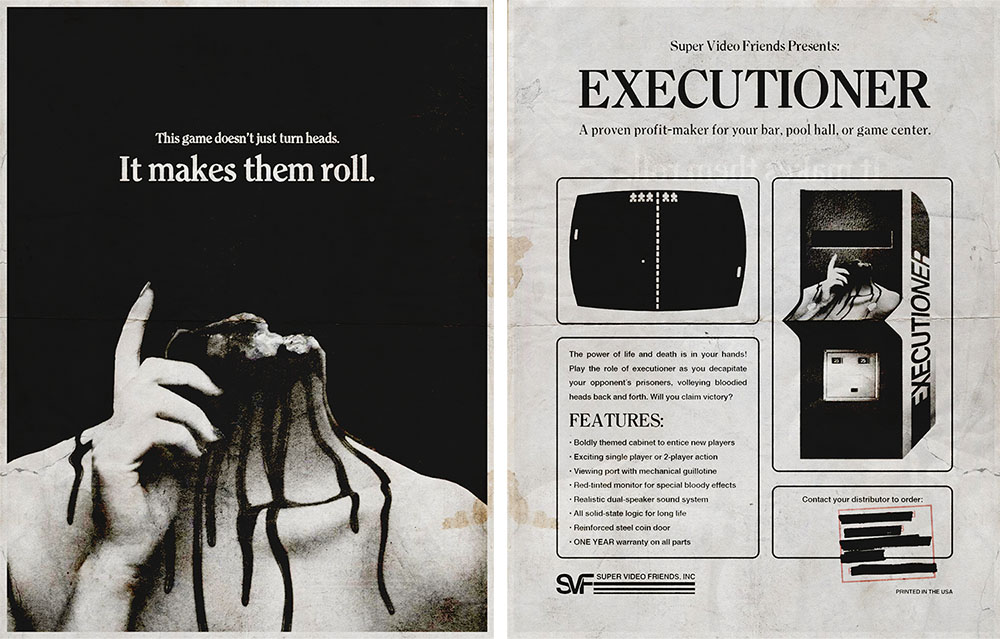 This game doesn't just turn heads.
It makes them roll.
Super Video Friends Presents:
EXECUTIONER
A proven profit-maker for your bar, pool hall, or game center.
EXECUTIONER
25
25
The power of life and death is in your hands!
Play the role of executioner as you decapitate
your opponent's prisoners, volleying bloodied
heads back and forth. Will you claim victory?
FEATURES:
• Boldly themed cabinet to entice new players
• Exciting single player or 2-player action
• Viewing port with mechanical guillotine
• Red-tinted monitor for special bloody effects
• Realistic dual-speaker sound system
• All solid-state logic for long life
• Reinforced steel coin door
• ONE YEAR warranty on all parts
Contact your distributor to order:
SVF SUPER VIDEO FRIENDS, INC
PRINTED IN THE USA